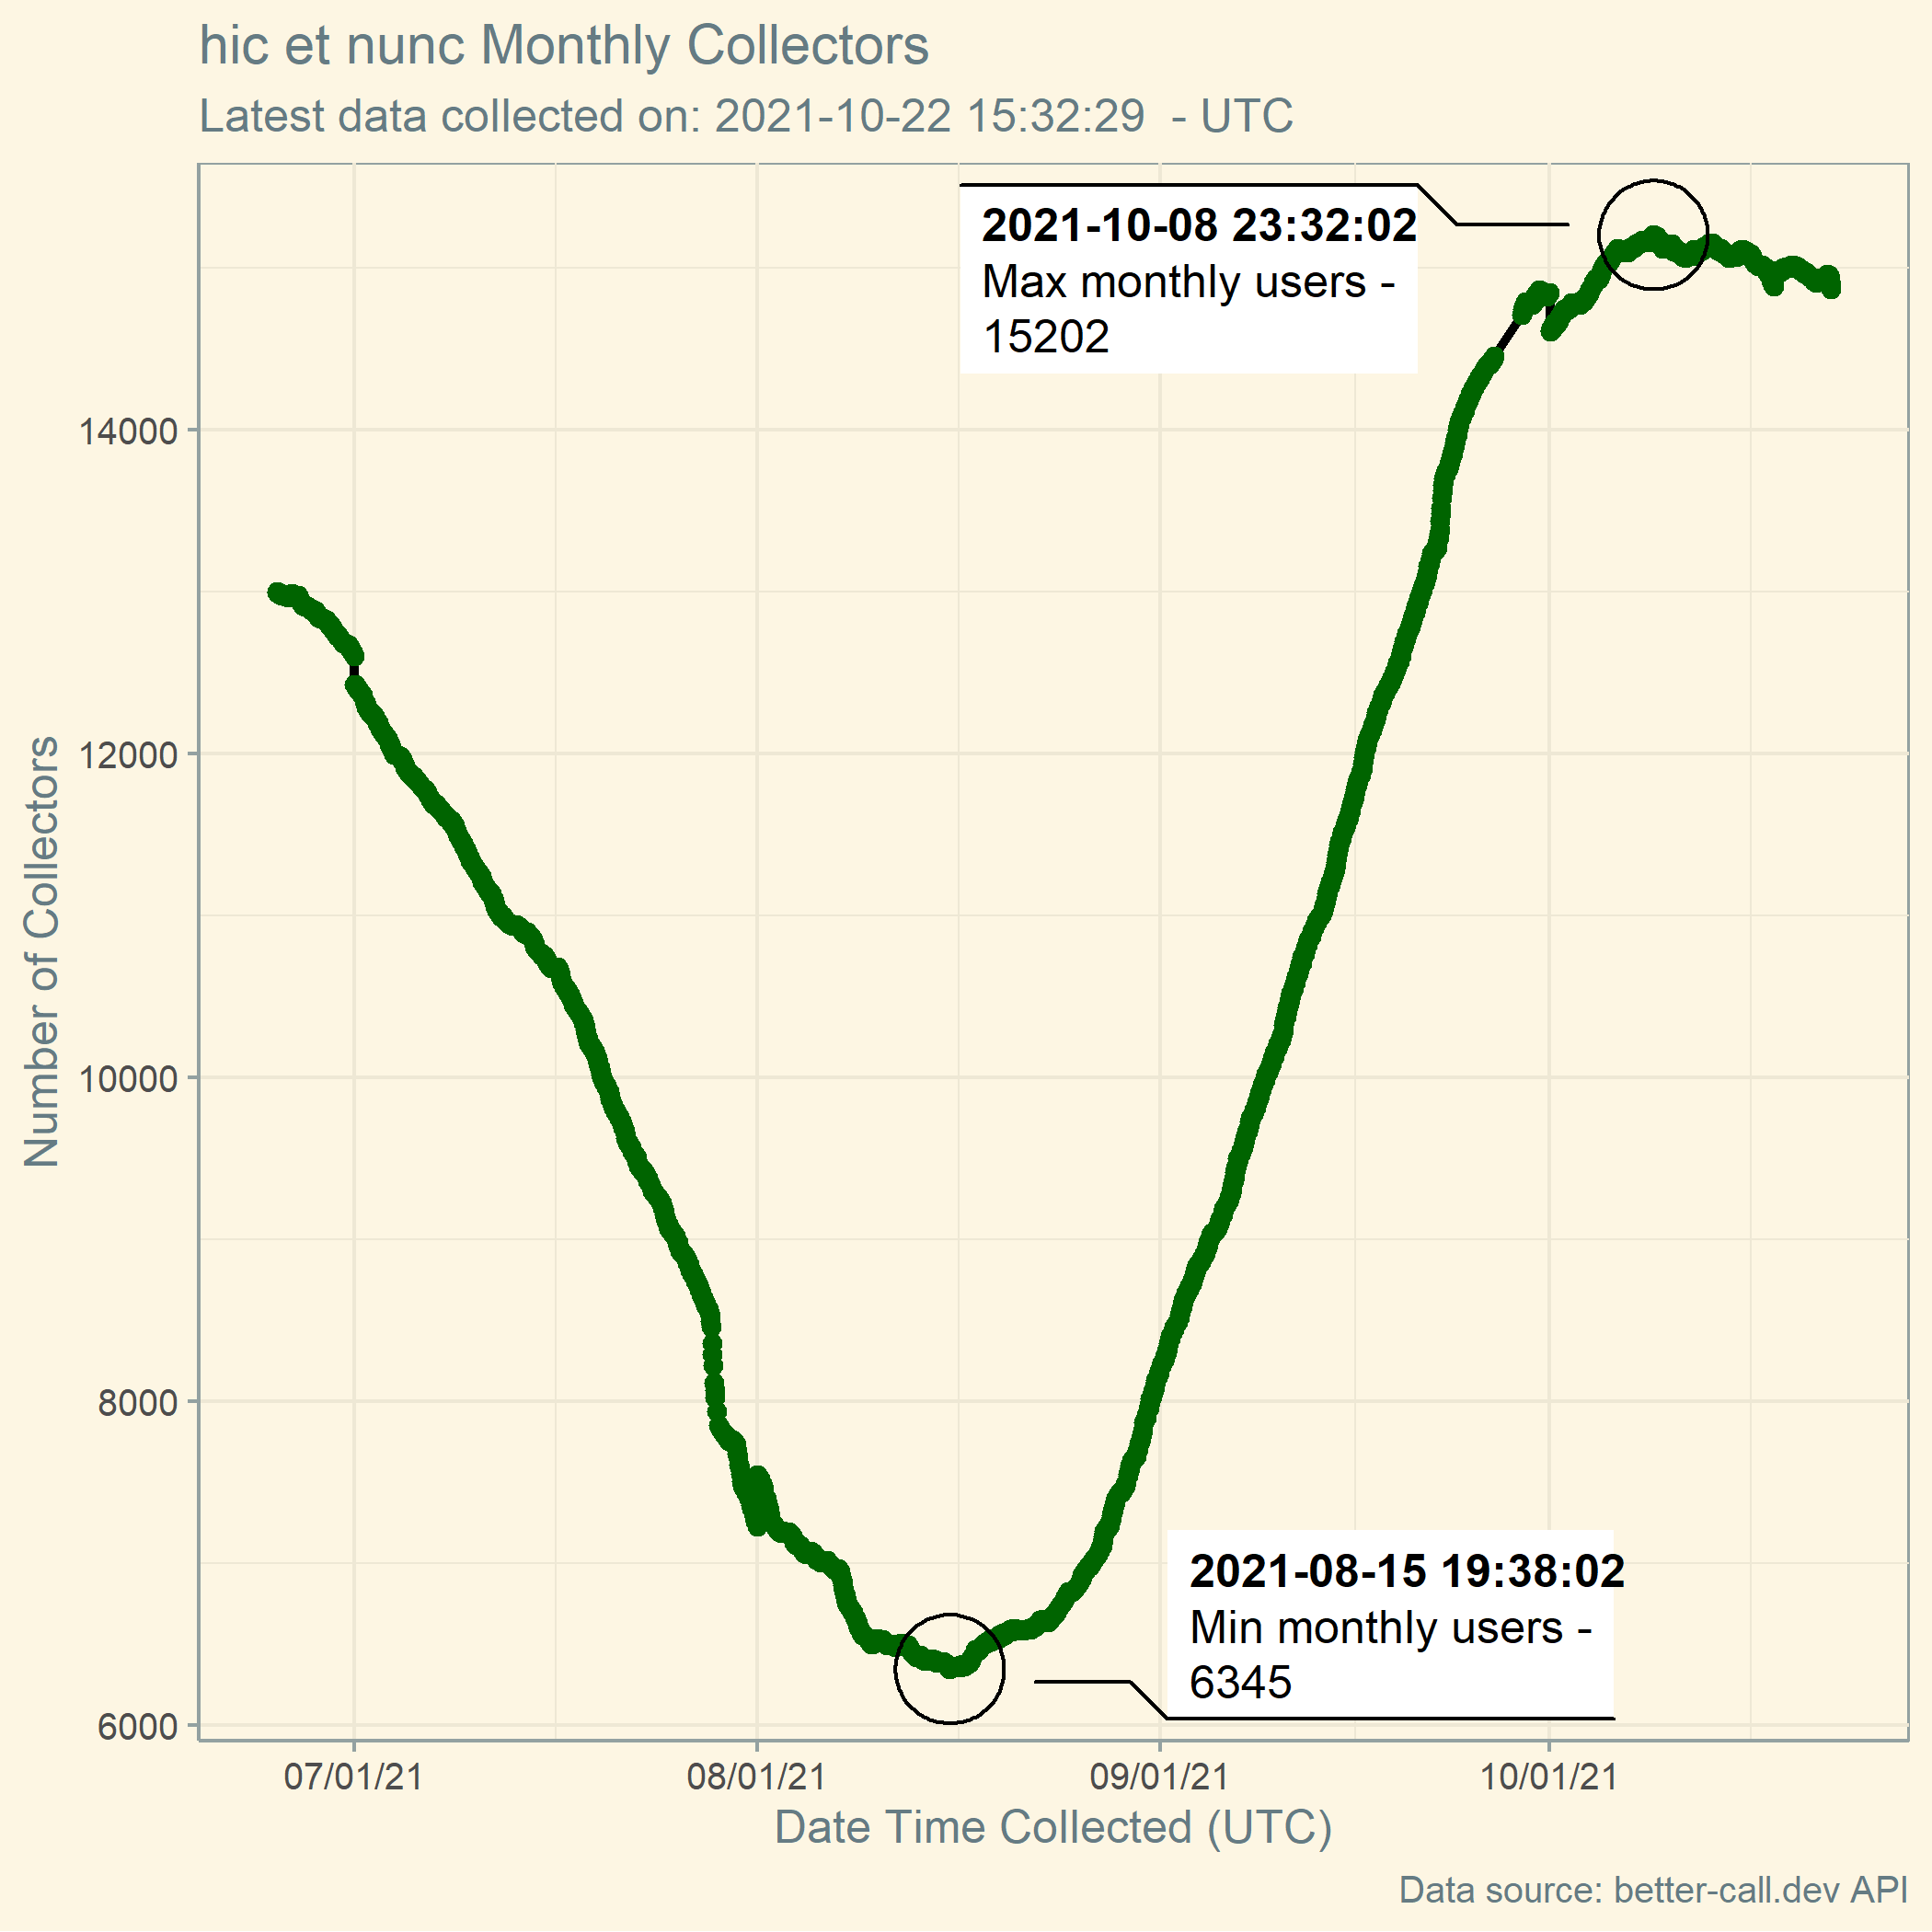 hic et nunc Monthly Collectors
Latest data collected on: 2021-10-22 15:32:29  - UTC
2021-10-08 23:32:02
Max monthly users -
15202
14000
12000
10000
8000
6000
Number of Collectors
2021-08-15 19:38:02
Min monthly users -
6345
07/01/21
08/01/21
09/01/21
10/01/21
Date Time Collected (UTC)
Data source: better-call.dev API